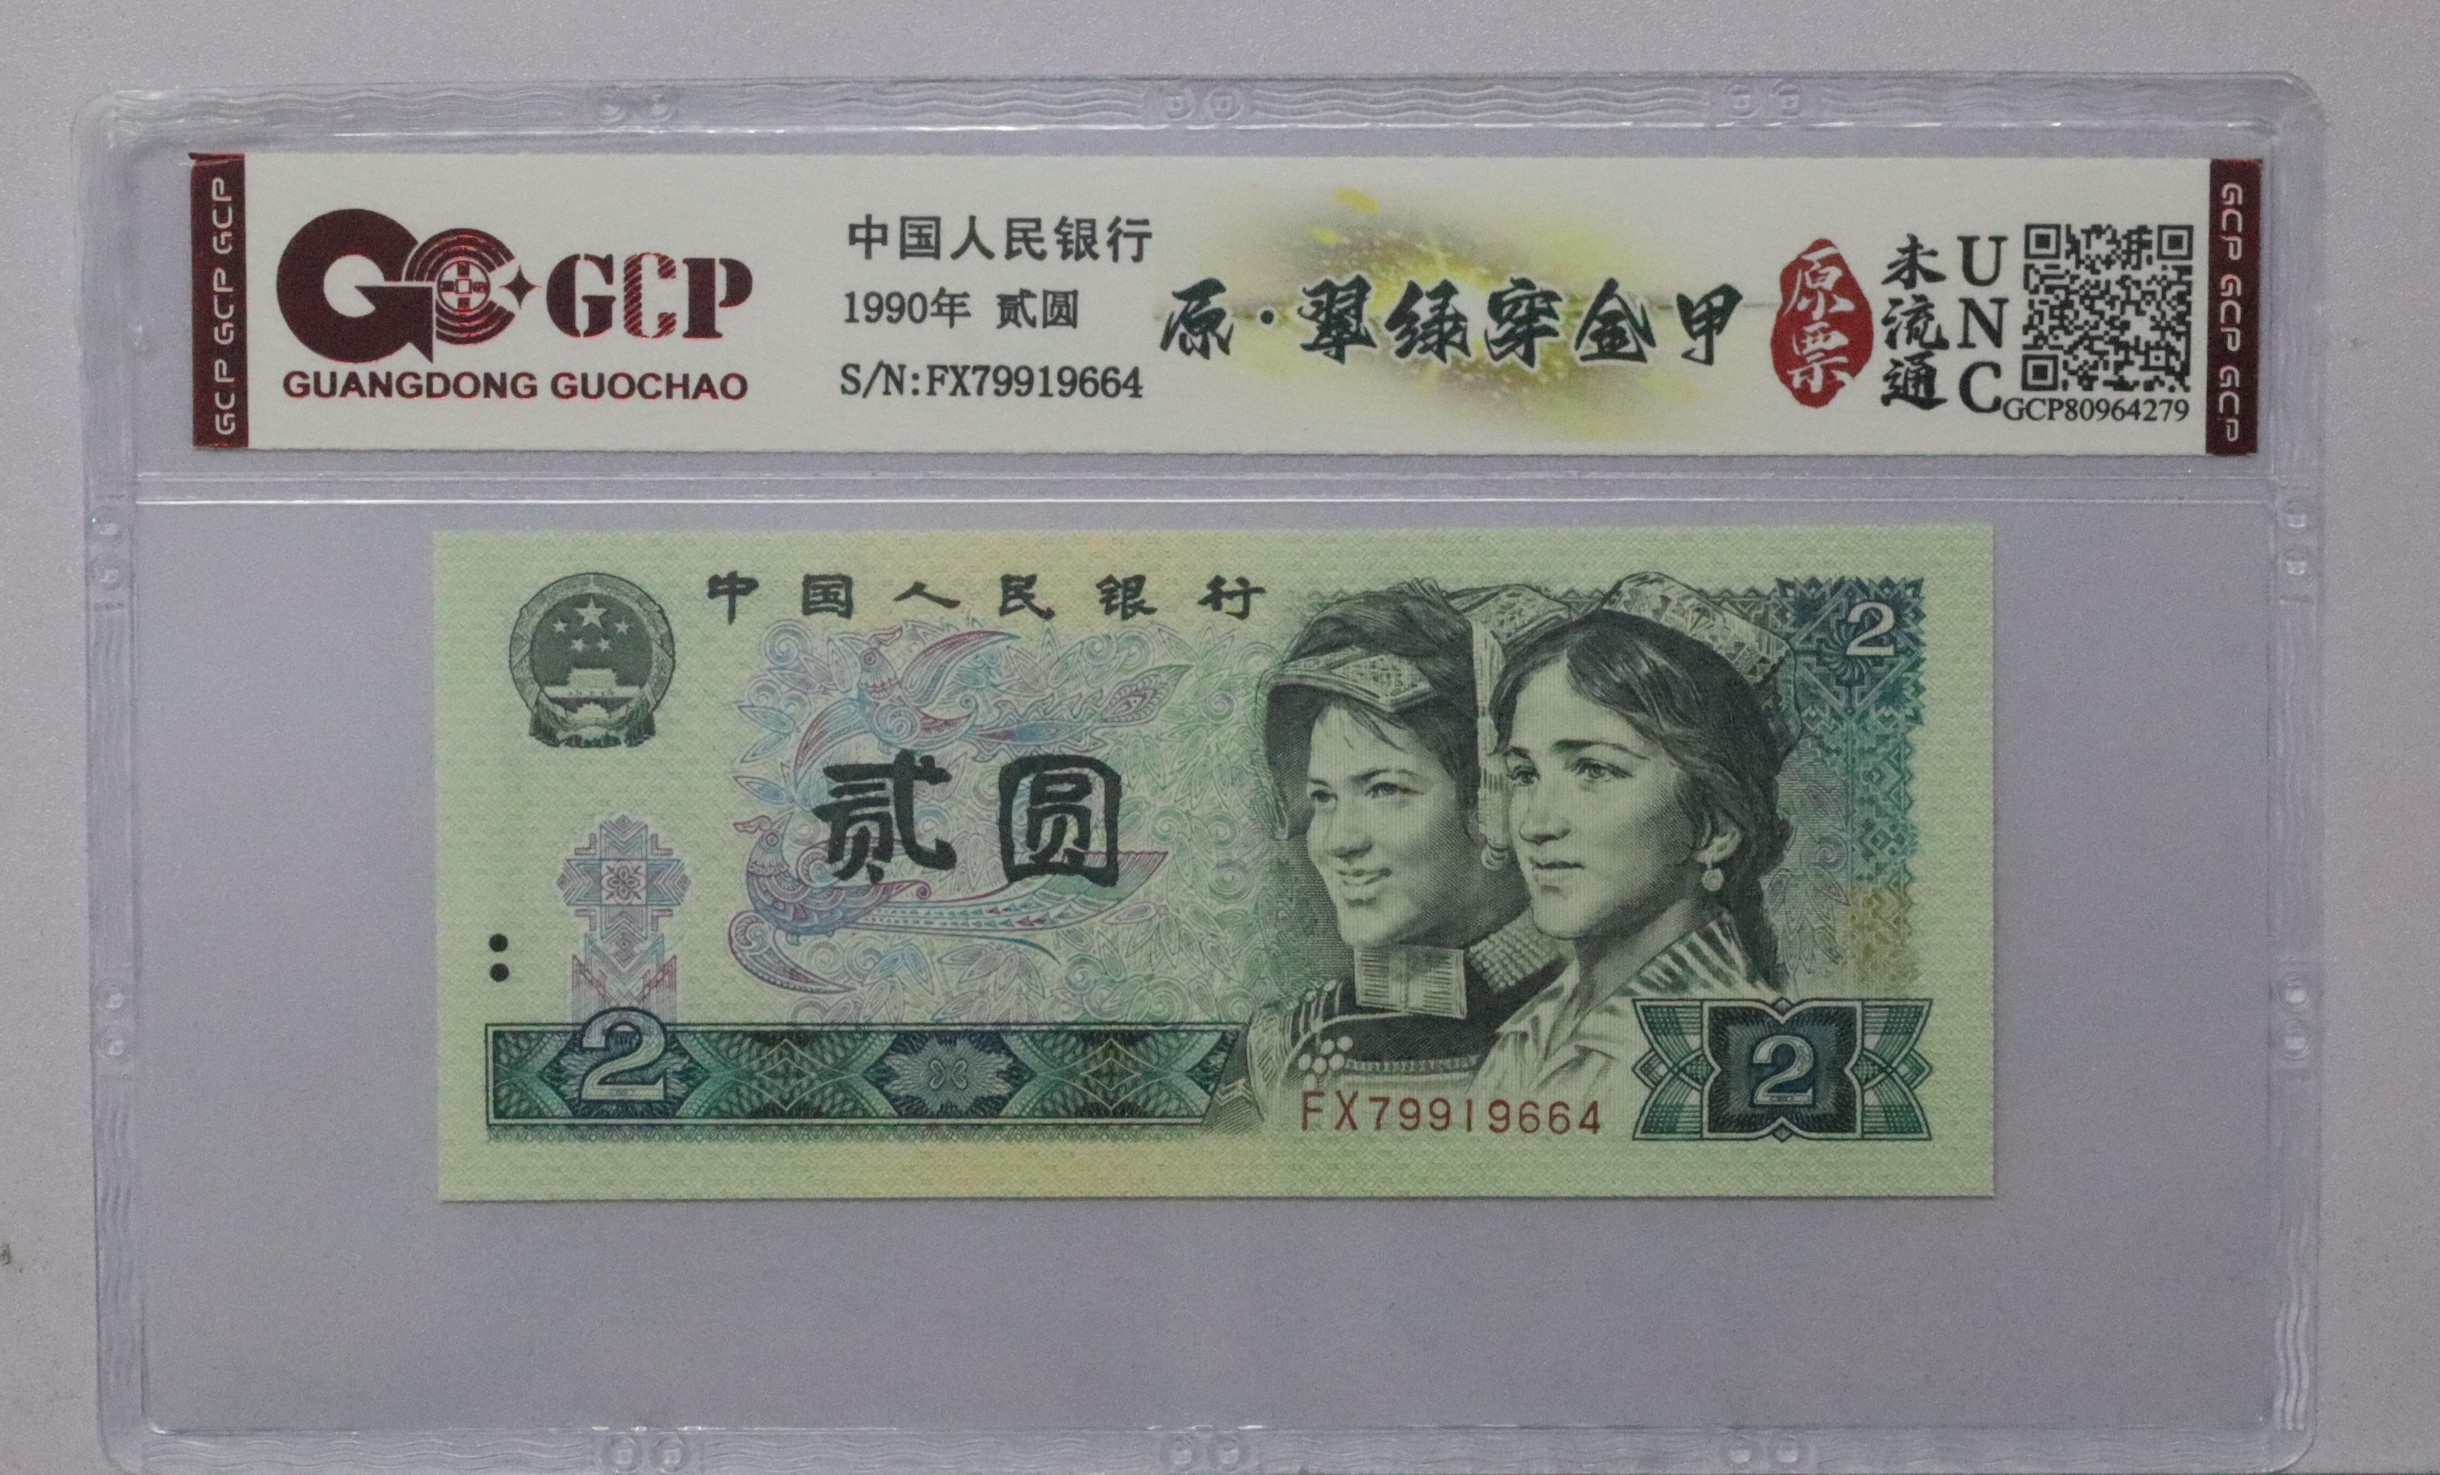 GCP GCP GCP
GCP
GUANGDONG GUOCHAO
中国人民银行
1990年 贰圆
S/N:FX79919664
原·翠绿穿金甲
原票
未流通
UNC
GCP80964279
GCP GCP GCP
中国人民银行
2
贰圆
2
FX79919664
2